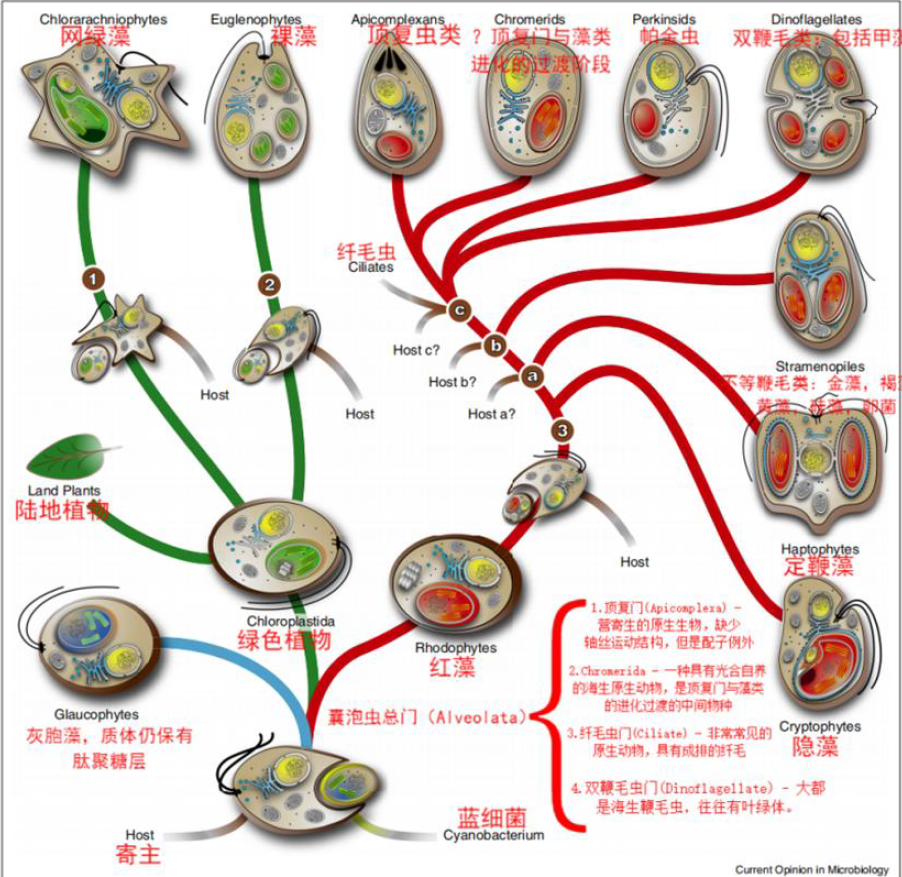 Chlorarachniophytes
网绿藻
Euglenophytes
裸藻
Apicomplexans
顶复虫类
Chromerids
？顶复门与藻类
进化的过渡阶段
Perkinsids
帕金虫
Dinoflagellates
双鞭毛类：包括甲藻
纤毛虫
Ciliates
1
2
c
Host c?
b
Host b?
a
Host a?
3
Host
Host
Host
Stramenopiles
不等鞭毛类：金藻，褐
黄藻，硅藻，卵菌
Land Plants
陆地植物
Haptophytes
定鞭藻
Chloroplastida
绿色植物
Rhodophytes
红藻
Glaucophytes
灰胞藻，质体仍保有
肽聚糖层
囊泡虫总门（Alveolata）
1.顶复门(Apicomplexa) –
营寄生的原生生物，缺少
轴丝运动结构，但是配子例外
2.Chromerida – 一种具有光合自养
的海生原生动物，是顶复门与藻类
的进化过渡的中间物种
3.纤毛虫门(Ciliate) – 非常常见的
原生动物，具有成排的纤毛
4.双鞭毛虫门(Dinoflagellate) – 大都
是海生鞭毛虫，往往有叶绿体。
Cryptophytes
隐藻
Host
寄主
蓝细菌
Cyanobacterium
Current Opinion in Microbiology